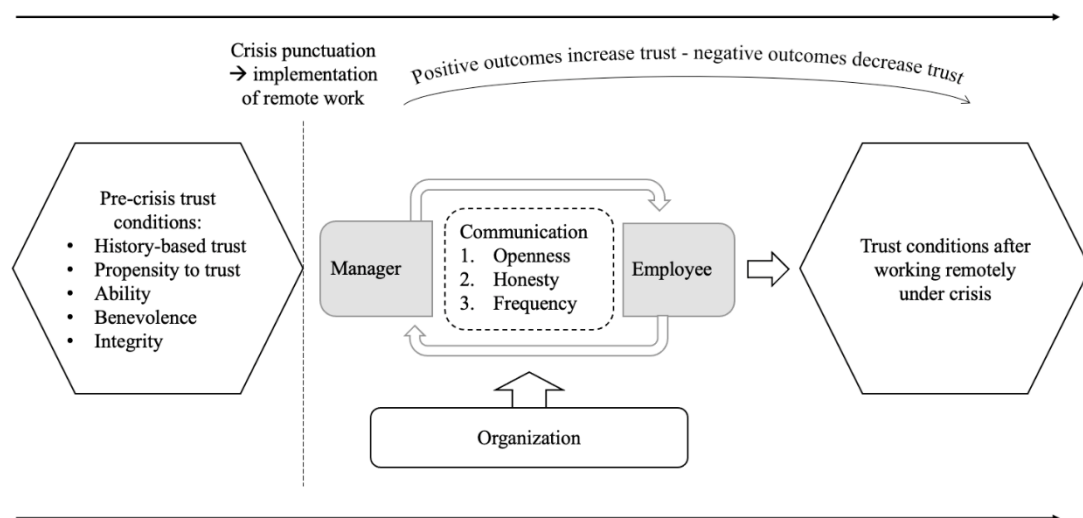 Crisis punctuation
→ implementation
of remote work
Positive outcomes increase trust - negative outcomes decrease trust
Pre-crisis trust
conditions:
• History-based trust
• Propensity to trust
• Ability
• Benevolence
• Integrity
Manager
Communication
1. Openness
2. Honesty
3. Frequency
Employee
Organization
Trust conditions after
working remotely
under crisis